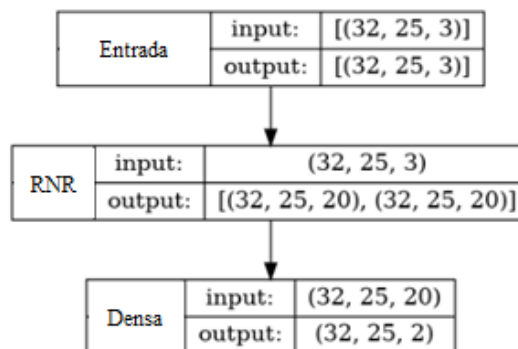 Entrada
input: [(32, 25, 3)]
output: [(32, 25, 3)]
RNR
input: (32, 25, 3)
output: [(32, 25, 20), (32, 25, 20)]
Densa
input: (32, 25, 20)
output: (32, 25, 2)